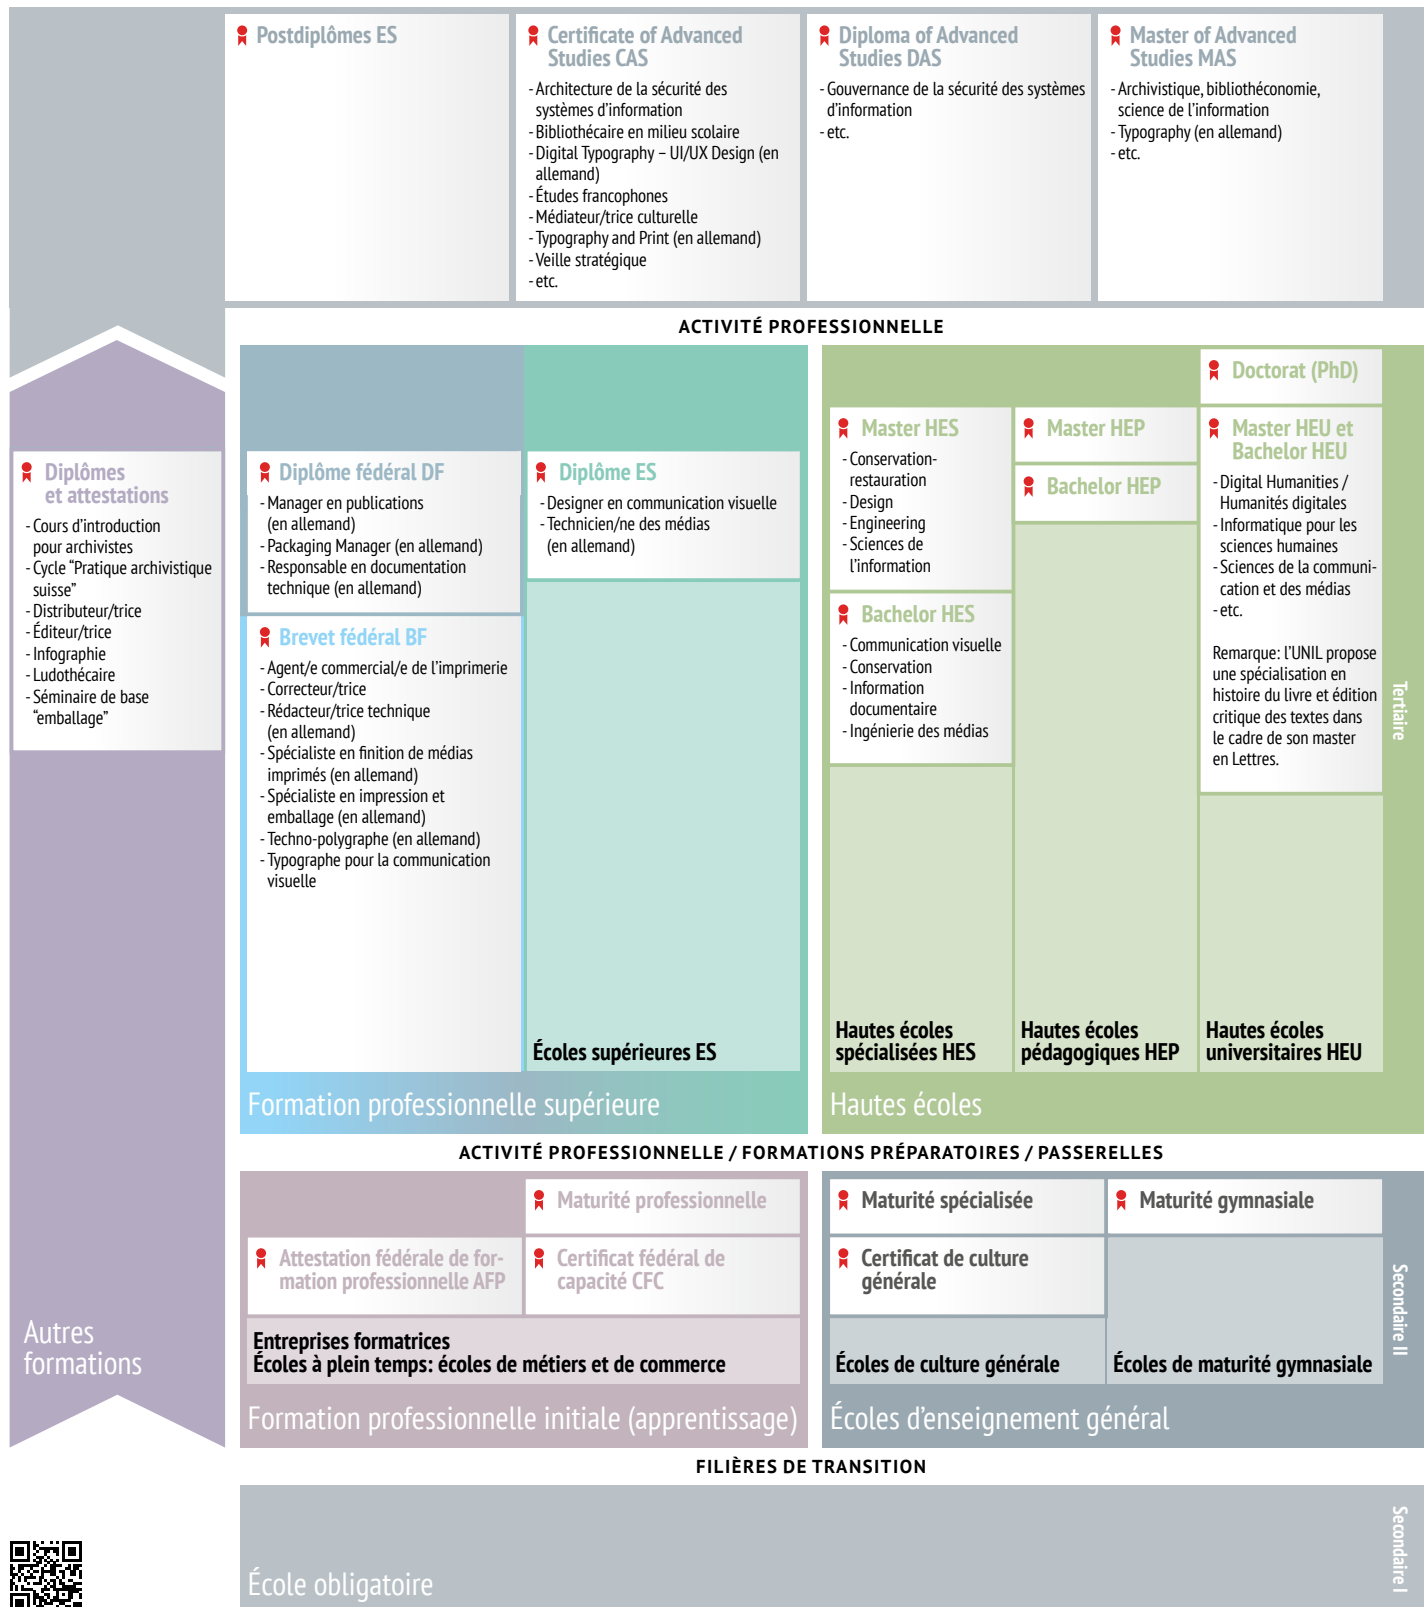 Postdiplômes ES
Certificate of Advanced
Studies CAS
- Architecture de la sécurité des
systèmes d’information
- Bibliothécaire en milieu scolaire
- Digital Typography – UI/UX Design (en
allemand)
- Études francophones
- Médiateur/trice culturelle
- Typography and Print (en allemand)
- Veille stratégique
- etc.
Diploma of Advanced
Studies DAS
- Gouvernance de la sécurité des systèmes
d’information
- etc.
Master of Advanced
Studies MAS
- Archivistique, bibliothéconomie,
science de l’information
- Typography (en allemand)
- etc.
ACTIVITÉ PROFESSIONNELLE
Diplômes
et attestations
- Cours d’introduction
pour archivistes
- Cycle “Pratique archivistique
suisse”
- Distributeur/trice
- Éditeur/trice
- Infographie
- Ludothécaire
- Séminaire de base
“emballage”
Autres
formations
Diplôme fédéral DF
- Manager en publications
(en allemand)
- Packaging Manager (en allemand)
- Responsable en documentation
technique (en allemand)
Brevet fédéral BF
- Agent/e commercial/e de l’imprimerie
- Correcteur/trice
- Rédacteur/trice technique
(en allemand)
- Spécialiste en finition de médias
imprimés (en allemand)
- Spécialiste en impression et
emballage (en allemand)
- Techno-polygraphe (en allemand)
- Typographe pour la communication
visuelle
Diplôme ES
- Designer en communication visuelle
- Technicien/ne des médias
(en allemand)
Écoles supérieures ES
Formation professionnelle supérieure
Master HES
- Conservation-
restauration
- Design
- Engineering
- Sciences de
l’information
Bachelor HES
- Communication visuelle
- Conservation
- Information
documentaire
- Ingénierie des médias
Hautes écoles
spécialisées HES
Master HEP
Bachelor HEP
Hautes écoles
pédagogiques HEP
Doctorat (PhD)
Master HEU et
Bachelor HEU
- Digital Humanities /
Humanités digitales
- Informatique pour les
sciences humaines
- Sciences de la communi-
cation et des médias
- etc.
Remarque: l’UNIL propose
une spécialisation en
histoire du livre et édition
critique des textes dans
le cadre de son master
en Lettres.
Hautes écoles
universitaires HEU
Hautes écoles
Tertiaire
ACTIVITÉ PROFESSIONNELLE / FORMATIONS PRÉPARATOIRES / PASSERELLES
Maturité professionnelle
Attestation fédérale de for-
mation professionnelle AFP
Certificat fédéral de
capacité CFC
Entreprises formatrices
Écoles à plein temps: écoles de métiers et de commerce
Formation professionnelle initiale (apprentissage)
Maturité spécialisée
Certificat de culture
générale
Écoles de culture générale
Maturité gymnasiale
Écoles de maturité gymnasiale
Écoles d’enseignement général
Secondaire II
FILIÈRES DE TRANSITION
École obligatoire
Secondaire I